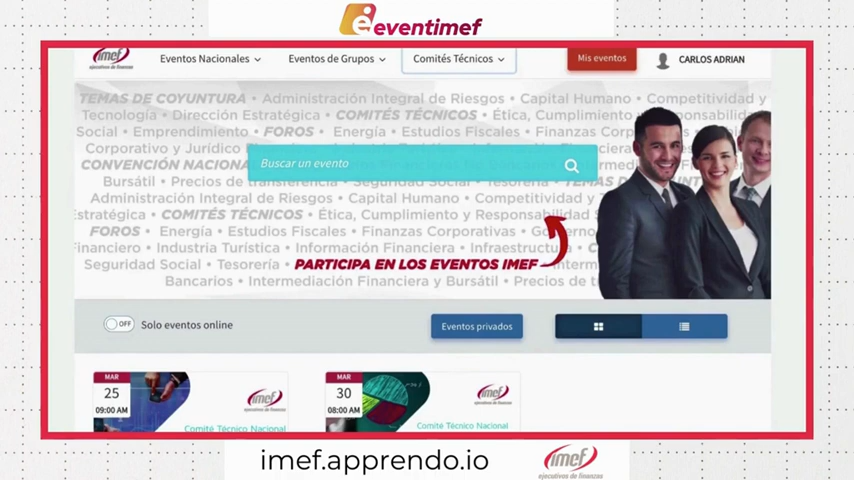 eventimef
imef
ejecutivos de finanzas
Eventos Nacionales
Eventos de Grupos
Comités Técnicos
Mis eventos
CARLOS ADRIAN
TEMAS DE COYUNTURA • Administración Integral de Riesgos • Capital Humano • Competitividad y
Tecnología • Dirección Estratégica • COMITÉS TÉCNICOS • Ética, Cumplimiento
Social • Emprendimiento • FOROS • Energía • Estudios Fiscales • Finanzas
Corporativo y Jurídico
CONVENCIÓN NACIONA
Buscar un evento
Bursátil • Precios de transferencia • Seguridad Social • Tesorería • TEMAS
Administración Integral de Riesgos • Capital Humano • Competitividad y
Estratégica • COMITÉS TÉCNICOS • Ética, Cumplimiento y Responsabilidad
FOROS • Energía • Estudios Fiscales • Finanzas Corporativas •
Financiero • Industria Turística • Información Financiera • Infraestructu
Seguridad Social • Tesorería • PARTICIPA EN LOS EVENTOS IMEF
Bancarios • Intermediación Financiera y Bursátil • Precios de t
OFF
Solo eventos online
Eventos privados
MAR
25
09:00 AM
imef
ejecutivos de finanzas
Comité Técnico Nacional
MAR
30
08:00 AM
imef
ejecutivos de finanzas
Comité Técnico Nacional
imef.apprendo.io
imef
ejecutivos de finanzas